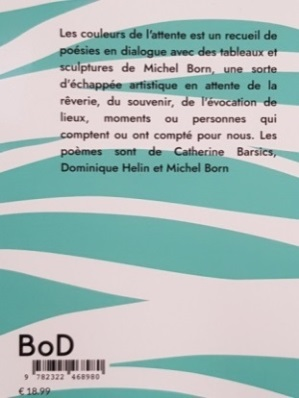 Les couleurs de l'attente est un recueil de
poésies en dialogue avec des tableaux et
sculptures de Michel Born, une sorte
d'échappée artistique en attente de la
rêverie, du souvenir, de l'évocation de
lieux, moments ou personnes qui
comptent ou ont compté pour nous. Les
poèmes sont de Catherine Barsics,
Dominique Helin et Michel Born
BoD
9 782322 468980
€ 18.99